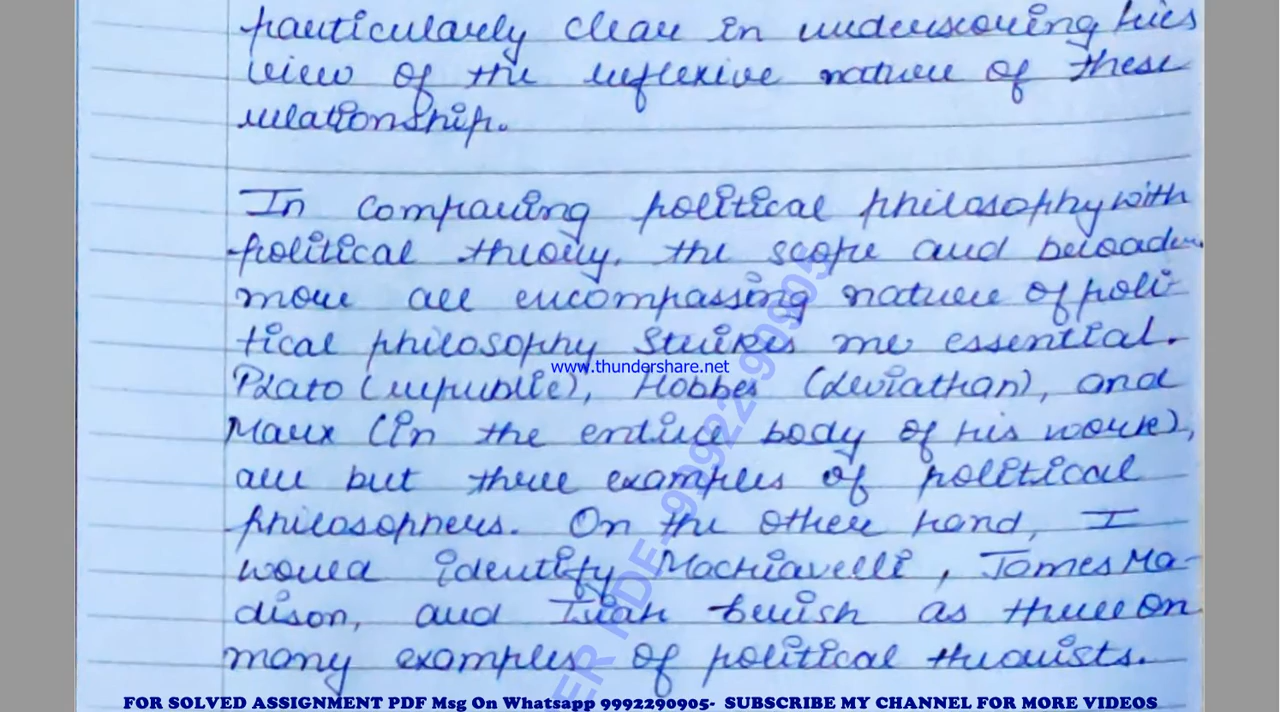 particularly clear in underscoring his
view of the reflexive nature of these
relationship.
In comparing political philosophy with
political theory. the scope and broader
more all encompassing nature of poli-
tical philosophy strikes me essential.
www.thundershare.net
Plato (republic), Hobbes (Leviathan), and
Marx (in the entire body of his work),
are but three examples of political
philosophers. On the other hand, I
would identify Machiavelli, James Ma-
dison, and as three on
many examples of political theorists.
ER PDF-9992290905
FOR SOLVED ASSIGNMENT PDF Msg On Whatsapp 9992290905- SUBSCRIBE MY CHANNEL FOR MORE VIDEOS